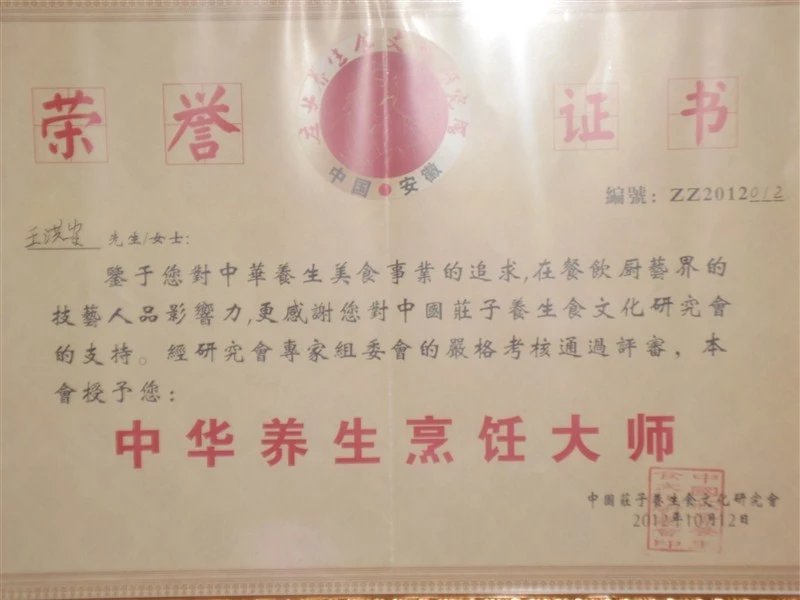 荣誉证书
中国·安徽
編號：ZZ2012012
王洪 先生/女士：
鑒于您對中華養生美食事業的追求,在餐飲厨藝界的
技藝人品影響力,更感謝您對中國莊子養生食文化研究會
的支持。經研究會專家組委會的嚴格考核通過評審，本
會授予您：
中华养生烹饪大师
中國莊子養生食文化研究會
2012年10月12日